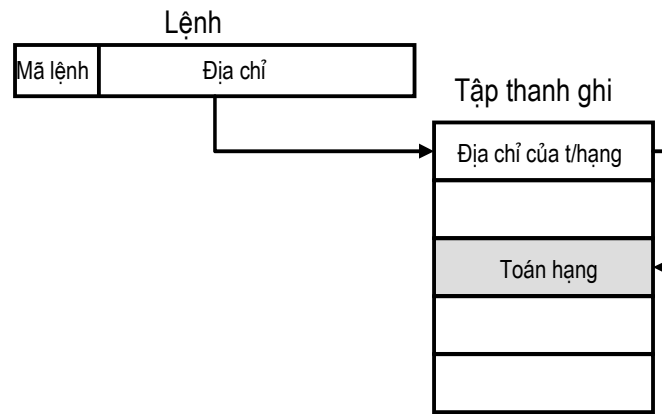 Lệnh
Mã lệnh
Địa chỉ
Tập thanh ghi
Địa chỉ của t/hạng
Toán hạng